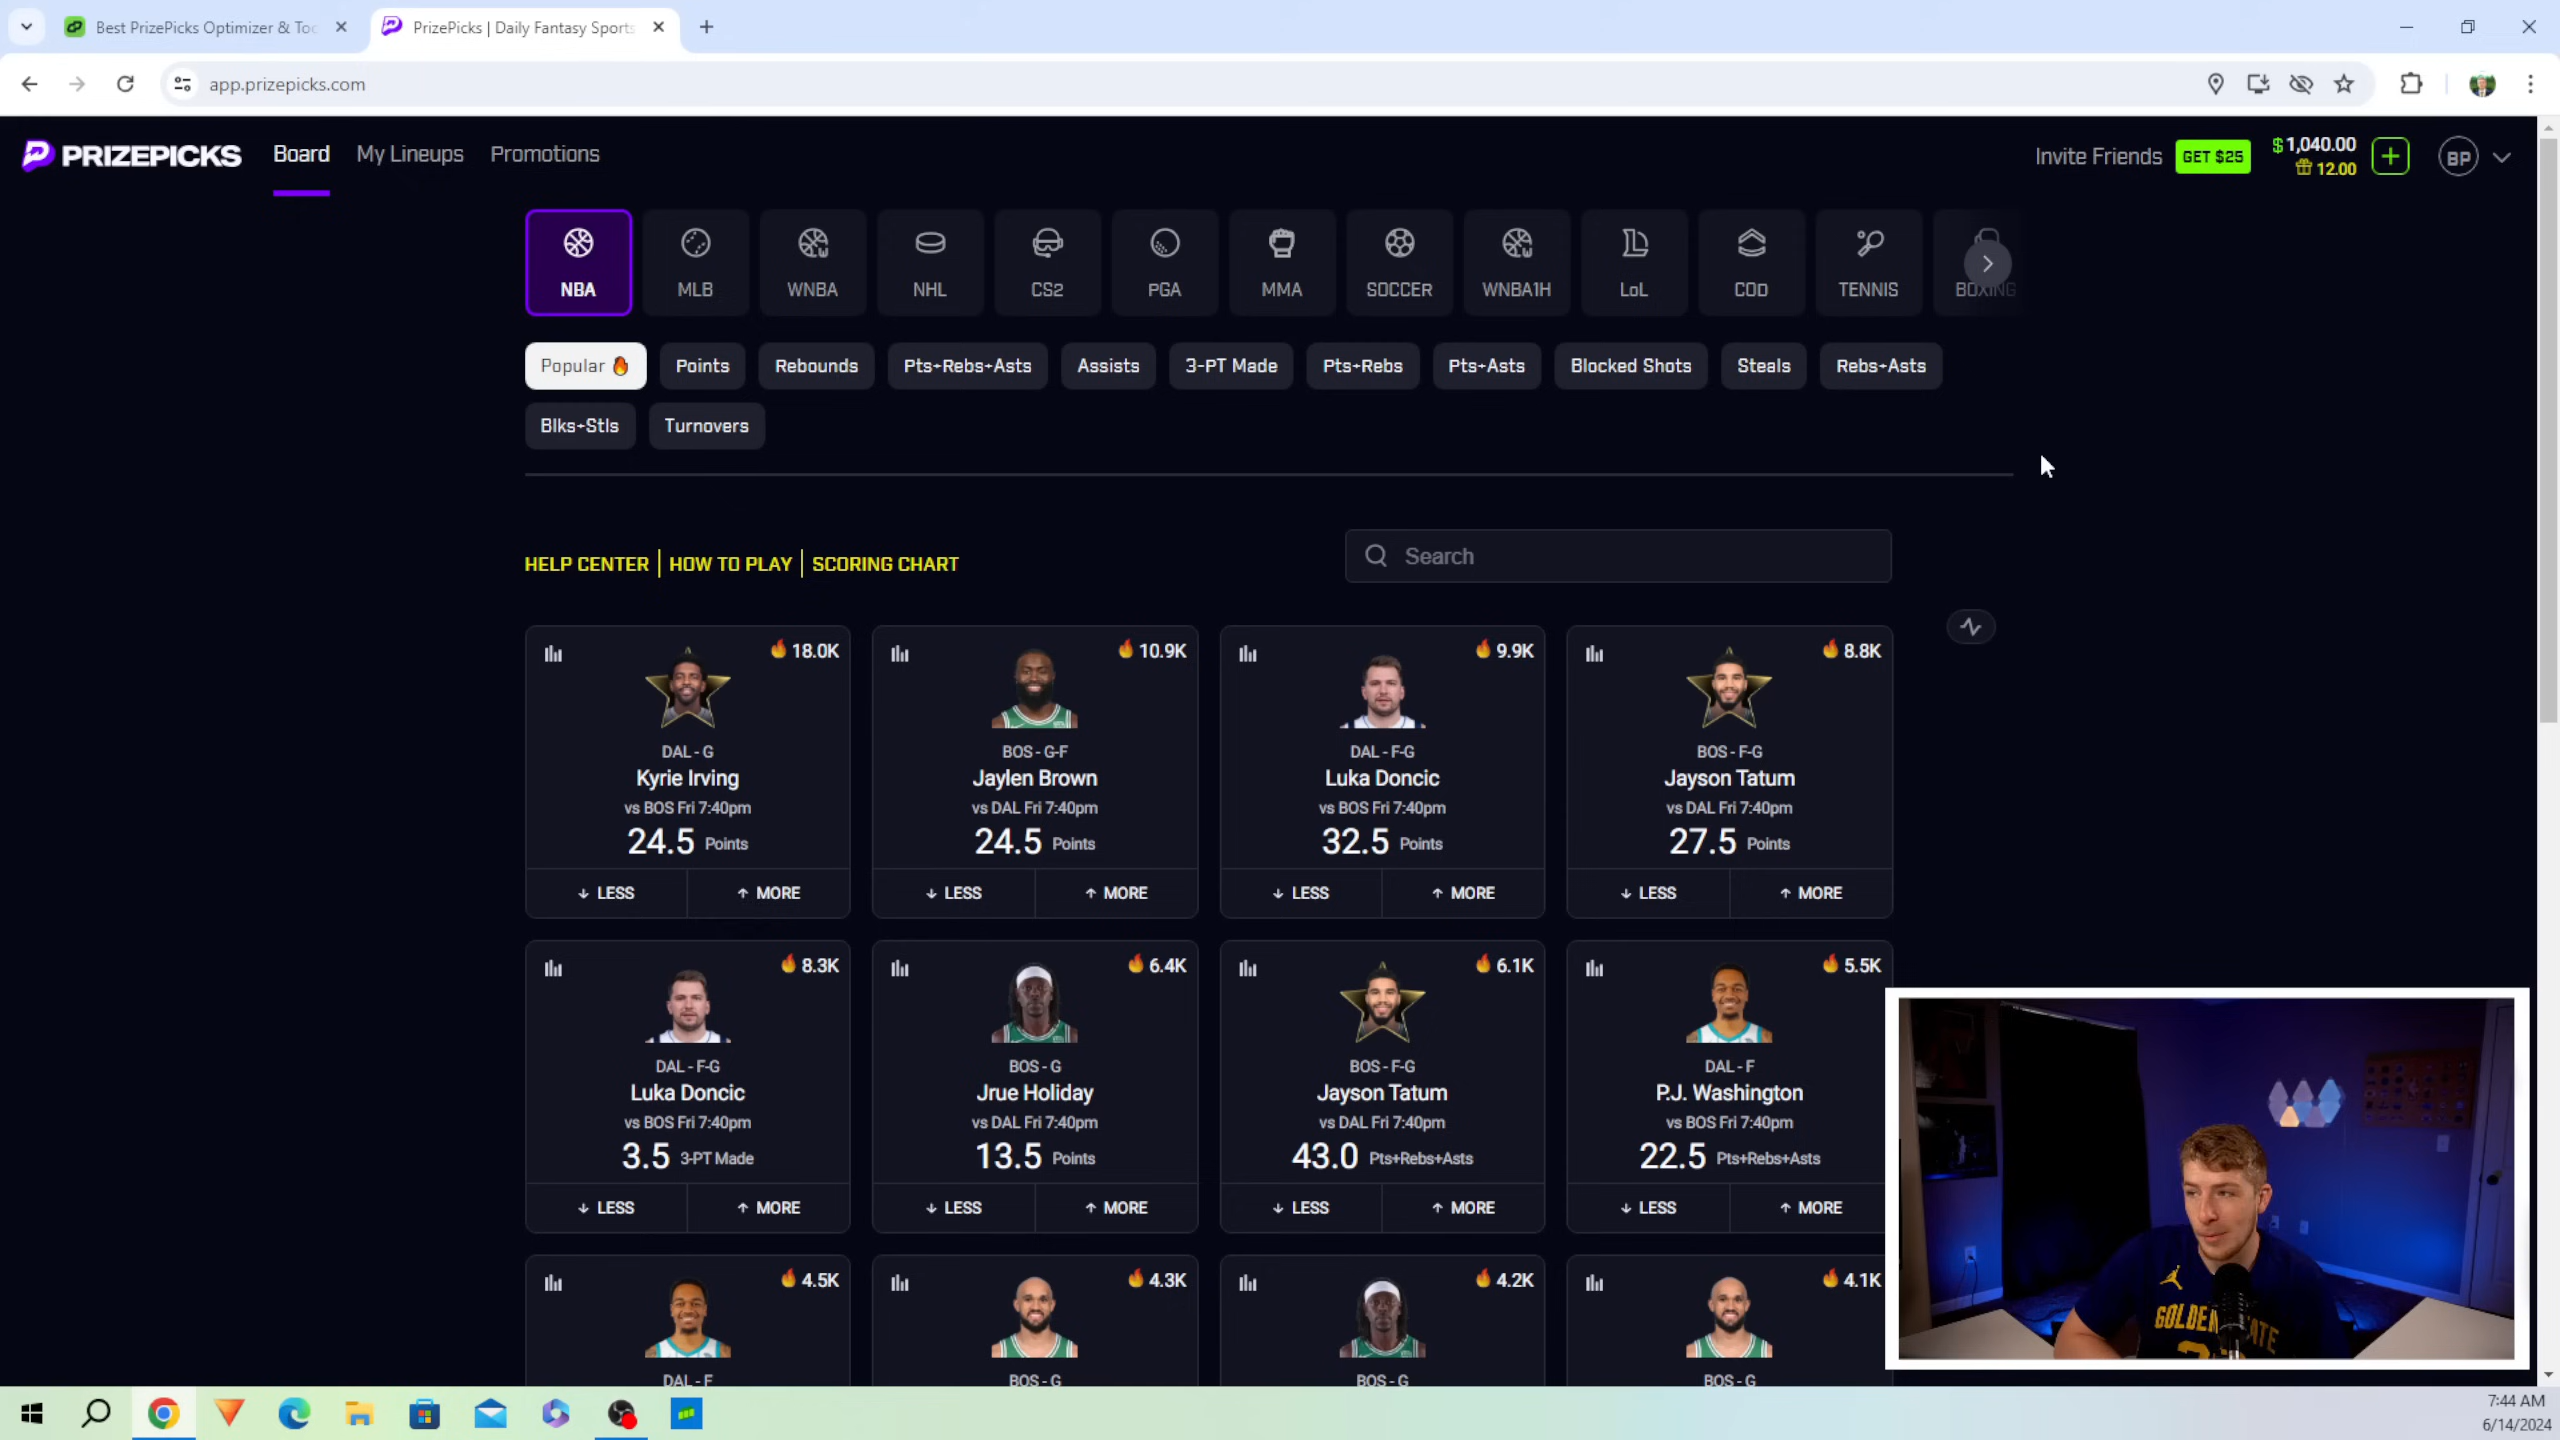 Best PrizePicks Optimizer & Too
PrizePicks | Daily Fantasy Sports
app.prizepicks.com
PRIZEPICKS
Board
My Lineups
Promotions
Invite Friends
GET $25
$1,040.00
12.00
BP
NBA
MLB
WNBA
NHL
CS2
PGA
MMA
SOCCER
WNBA1H
LoL
COD
TENNIS
BOXING
Popular
Points
Rebounds
Pts+Rebs+Asts
Assists
3-PT Made
Pts+Rebs
Pts+Asts
Blocked Shots
Steals
Rebs+Asts
Blks+Stls
Turnovers
HELP CENTER | HOW TO PLAY | SCORING CHART
Search
18.0K
DAL - G
Kyrie Irving
vs BOS Fri 7:40pm
24.5 Points
↓ LESS
↑ MORE
10.9K
BOS - G-F
Jaylen Brown
vs DAL Fri 7:40pm
24.5 Points
↓ LESS
↑ MORE
9.9K
DAL - F-G
Luka Doncic
vs BOS Fri 7:40pm
32.5 Points
↓ LESS
↑ MORE
8.8K
BOS - F-G
Jayson Tatum
vs DAL Fri 7:40pm
27.5 Points
↓ LESS
↑ MORE
8.3K
DAL - F-G
Luka Doncic
vs BOS Fri 7:40pm
3.5 3-PT Made
↓ LESS
↑ MORE
6.4K
BOS - G
Jrue Holiday
vs DAL Fri 7:40pm
13.5 Points
↓ LESS
↑ MORE
6.1K
BOS - F-G
Jayson Tatum
vs DAL Fri 7:40pm
43.0 Pts+Rebs+Asts
↓ LESS
↑ MORE
5.5K
DAL - F
P.J. Washington
vs BOS Fri 7:40pm
22.5 Pts+Rebs+Asts
↓ LESS
↑ MORE
4.5K
DAL - F
4.3K
BOS - G
4.2K
BOS - G
4.1K
BOS - G
7:44 AM
6/14/2024